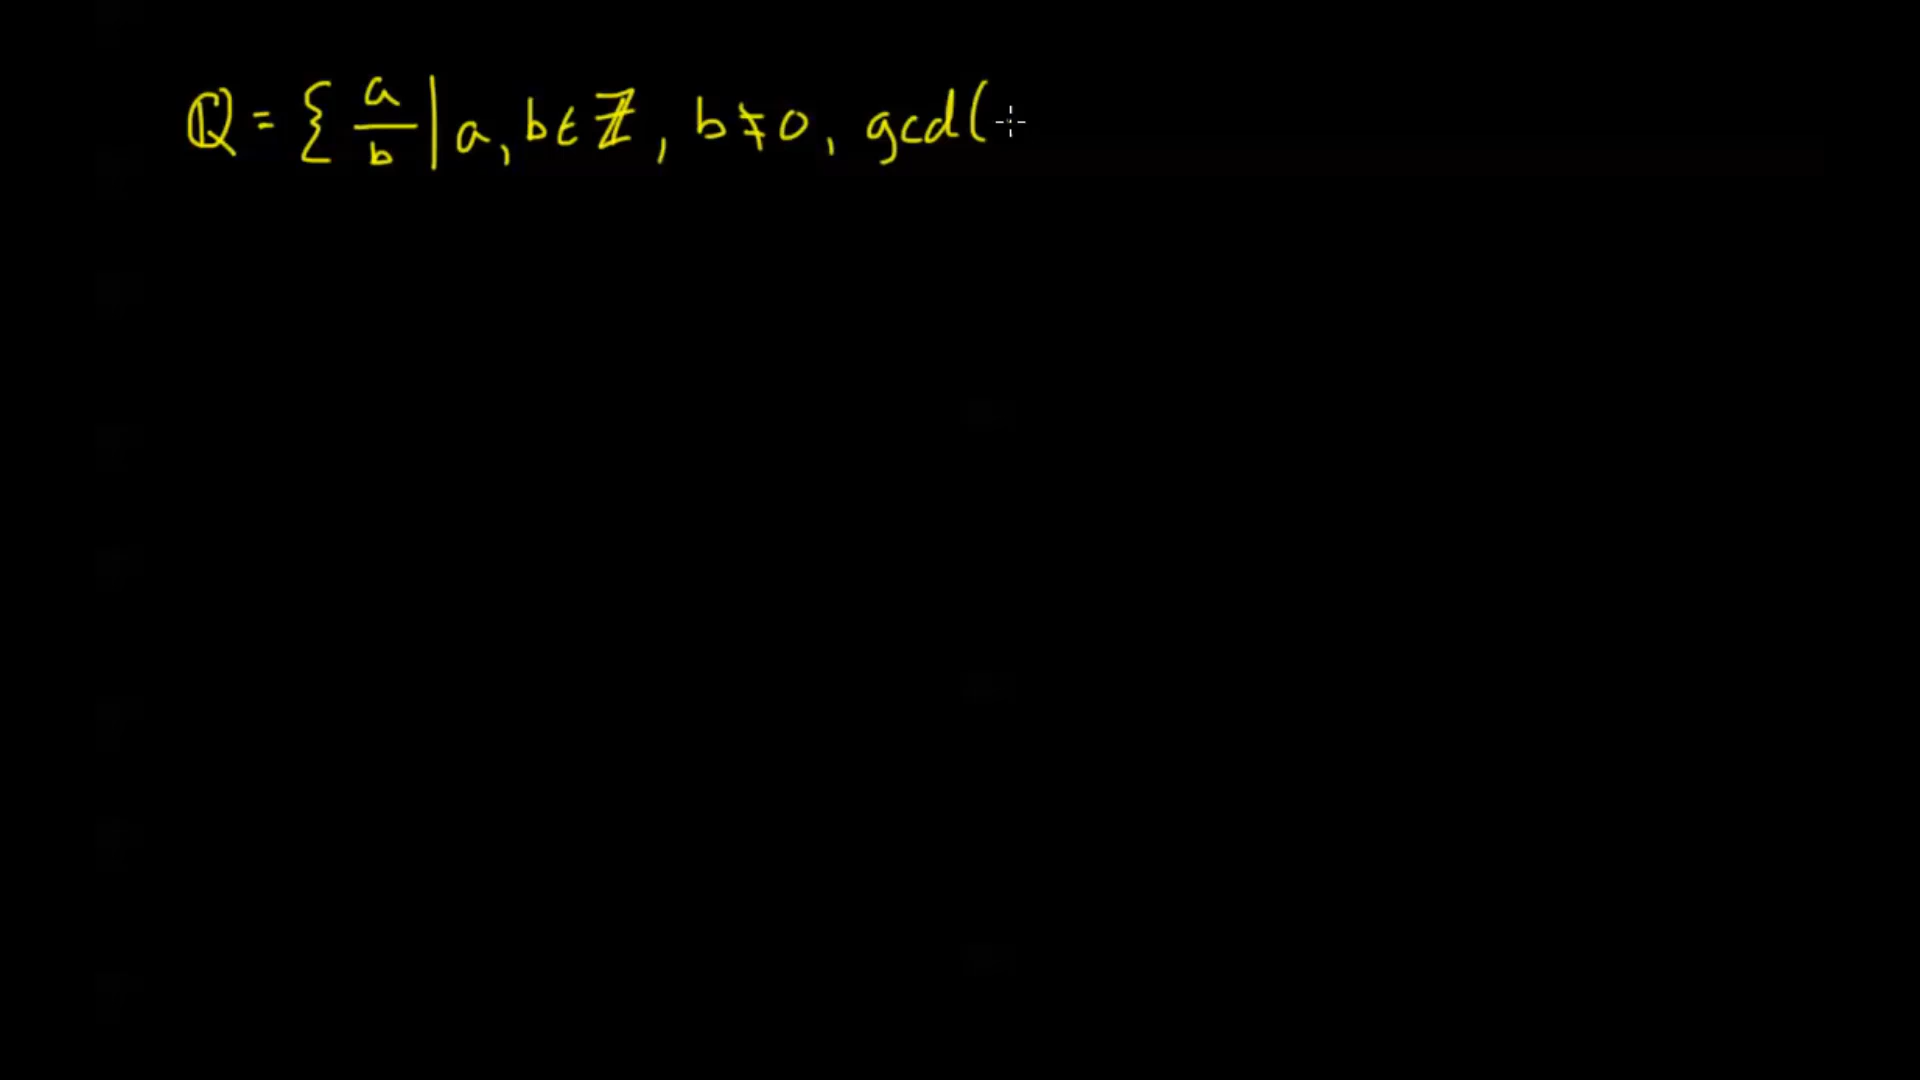 ℚ = { a/b | a, b ∈ ℤ, b ≠ 0, gcd(